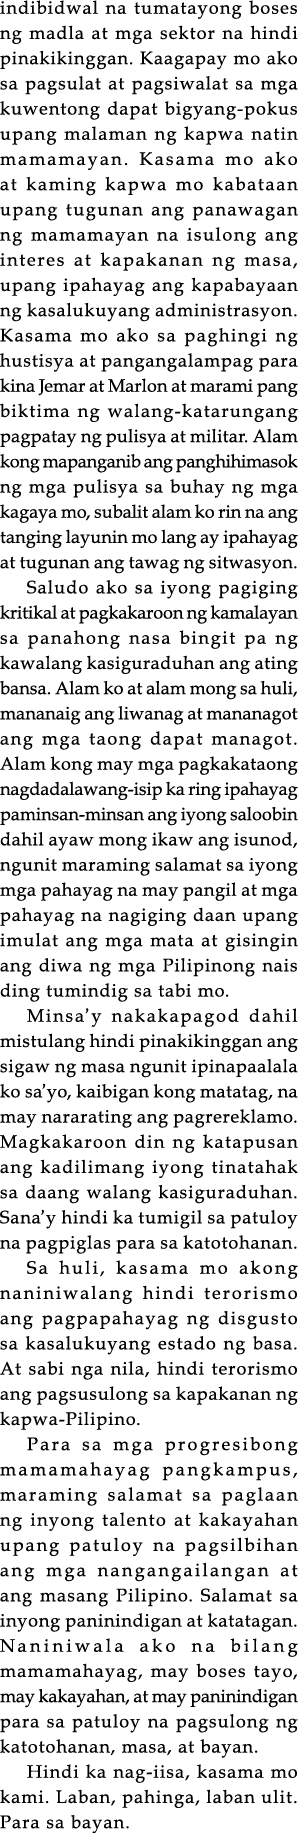 indibidwal na tumatayong boses
ng madla at mga sektor na hindi
pinakikinggan. Kaagapay mo ako
sa pagsulat at pagsiwalat sa mga
kuwentong dapat bigyang-pokus
upang malaman ng kapwa natin
mamamayan. Kasama mo ako
at kaming kapwa mo kabataan
upang tugunan ang panawagan
ng mamamayan na isulong ang
interes at kapakanan ng masa,
upang ipahayag ang kapabayaan
ng kasalukuyang administrasyon.
Kasama mo ako sa paghingi ng
hustisya at pangangalampag para
kina Jemar at Marlon at marami pang
biktima ng walang-katarungang
pagpatay ng pulisya at militar. Alam
kong mapanganib ang panghihimasok
ng mga pulisya sa buhay ng mga
kagaya mo, subalit alam ko rin na ang
tanging layunin mo lang ay ipahayag
at tugunan ang tawag ng sitwasyon.
Saludo ako sa iyong pagiging
kritikal at pagkakaroon ng kamalayan
sa panahong nasa bingit pa ng
kawalang kasiguraduhan ang ating
bansa. Alam ko at alam mong sa huli,
mananaig ang liwanag at mananagot
ang mga taong dapat managot.
Alam kong may mga pagkakataong
nagdadalawang-isip ka ring ipahayag
paminsan-minsan ang iyong saloobin
dahil ayaw mong ikaw ang isunod,
ngunit maraming salamat sa iyong
mga pahayag na may pangil at mga
pahayag na nagiging daan upang
imulat ang mga mata at gisingin
ang diwa ng mga Pilipinong nais
ding tumindig sa tabi mo.
Minsa’y nakakapagod dahil
mistulang hindi pinakikinggan ang
sigaw ng masa ngunit ipinapaalala
ko sa’yo, kaibigan kong matatag, na
may nararating ang pagrereklamo.
Magkakaroon din ng katapusan
ang kadilimang iyong tinatahak
sa daang walang kasiguraduhan.
Sana’y hindi ka tumigil sa patuloy
na pagpiglas para sa katotohanan.
Sa huli, kasama mo akong
naniniwalang hindi terorismo
ang pagpapahayag ng disgusto
sa kasalukuyang estado ng basa.
At sabi nga nila, hindi terorismo
ang pagsusulong sa kapakanan ng
kapwa-Pilipino.
Para sa mga progresibong
mamamahayag pangkampus,
maraming salamat sa paglaan
ng inyong talento at kakayahan
upang patuloy na pagsilbihan
ang mga nangangailangan at
ang masang Pilipino. Salamat sa
inyong paninindigan at katatagan.
Naniniwala ako na bilang
mamamahayag, may boses tayo,
may kakayahan, at may paninindigan
para sa patuloy na pagsulong ng
katotohanan, masa, at bayan.
Hindi ka nag-iisa, kasama mo
kami. Laban, pahinga, laban ulit.
Para sa bayan.